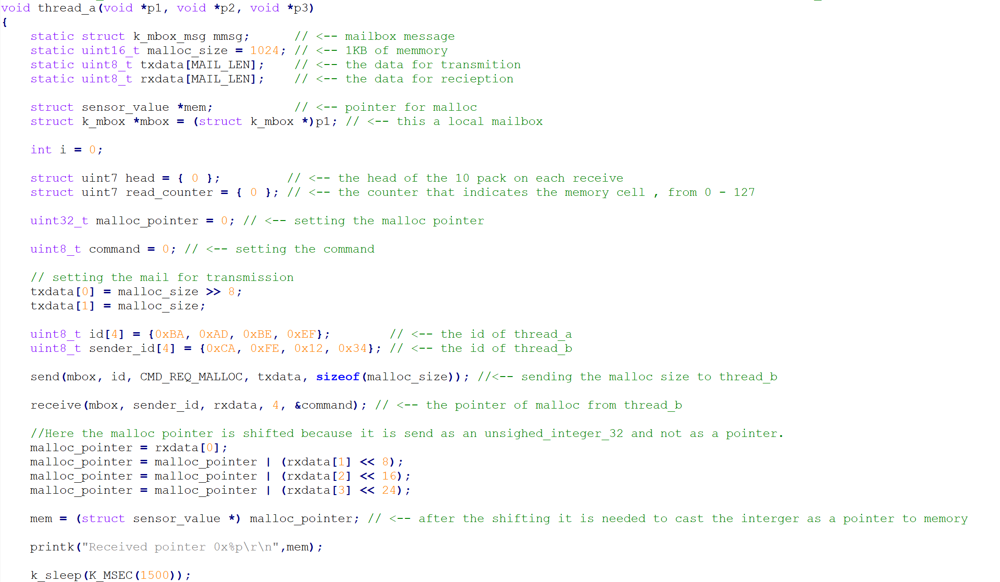 void thread_a(void *p1, void *p2, void *p3)
{
static struct k_mbox_msg mmsg; // <-- mailbox message
static uint16_t malloc_size = 1024; // <-- 1KB of memmory
static uint8_t txdata[MAIL_LEN]; // <-- the data for transmition
static uint8_t rxdata[MAIL_LEN]; // <-- the data for recieption
struct sensor_value *mem; // <-- pointer for malloc
struct k_mbox *mbox = (struct k_mbox *)p1; // <-- this a local mailbox
int i = 0;
struct uint7 head = { 0 }; // <-- the head of the 10 pack on each receive
struct uint7 read_counter = { 0 }; // <-- the counter that indicates the memory cell , from 0 - 127
uint32_t malloc_pointer = 0; // <-- setting the malloc pointer
uint8_t command = 0; // <-- setting the command
// setting the mail for transmission
txdata[0] = malloc_size >> 8;
txdata[1] = malloc_size;
uint8_t id[4] = {0xBA, 0xAD, 0xBE, 0xEF}; // <-- the id of thread_a
uint8_t sender_id[4] = {0xCA, 0xFE, 0x12, 0x34}; // <-- the id of thread_b
send(mbox, id, CMD_REQ_MALLOC, txdata, sizeof(malloc_size)); //<-- sending the malloc size to thread_b
receive(mbox, sender_id, rxdata, 4, &command); // <-- the pointer of malloc from thread_b
//Here the malloc pointer is shifted because it is send as an unsighed_integer_32 and not as a pointer.
malloc_pointer = rxdata[0];
malloc_pointer = malloc_pointer | (rxdata[1] << 8);
malloc_pointer = malloc_pointer | (rxdata[2] << 16);
malloc_pointer = malloc_pointer | (rxdata[3] << 24);
mem = (struct sensor_value *) malloc_pointer; // <-- after the shifting it is needed to cast the interger as a pointer to memory
printk("Received pointer 0x%p\r\n",mem);
k_sleep(K_MSEC(1500));